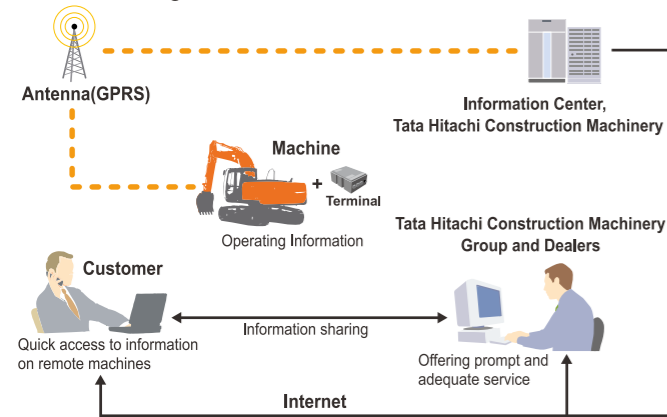 Antenna(GPRS)
Information Center,
Tata Hitachi Construction Machinery
Machine
+
Terminal
Operating Information
Tata Hitachi Construction Machinery
Group and Dealers
Customer
Information sharing
Quick access to information
on remote machines
Offering prompt and
adequate service
Internet